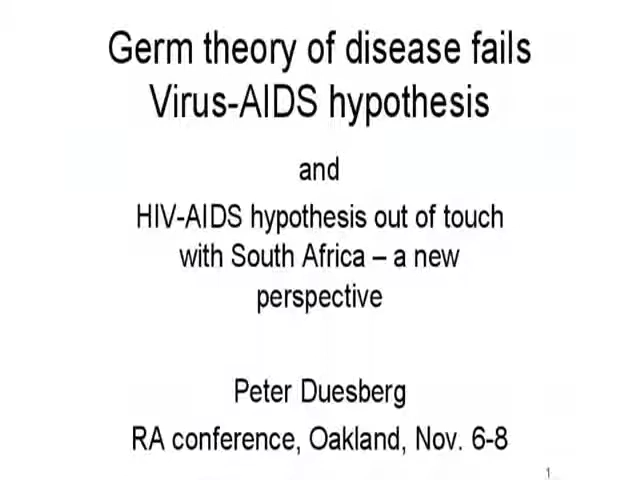 Germ theory of disease fails
Virus-AIDS hypothesis
and
HIV-AIDS hypothesis out of touch
with South Africa – a new
perspective
Peter Duesberg
RA conference, Oakland, Nov. 6-8
1